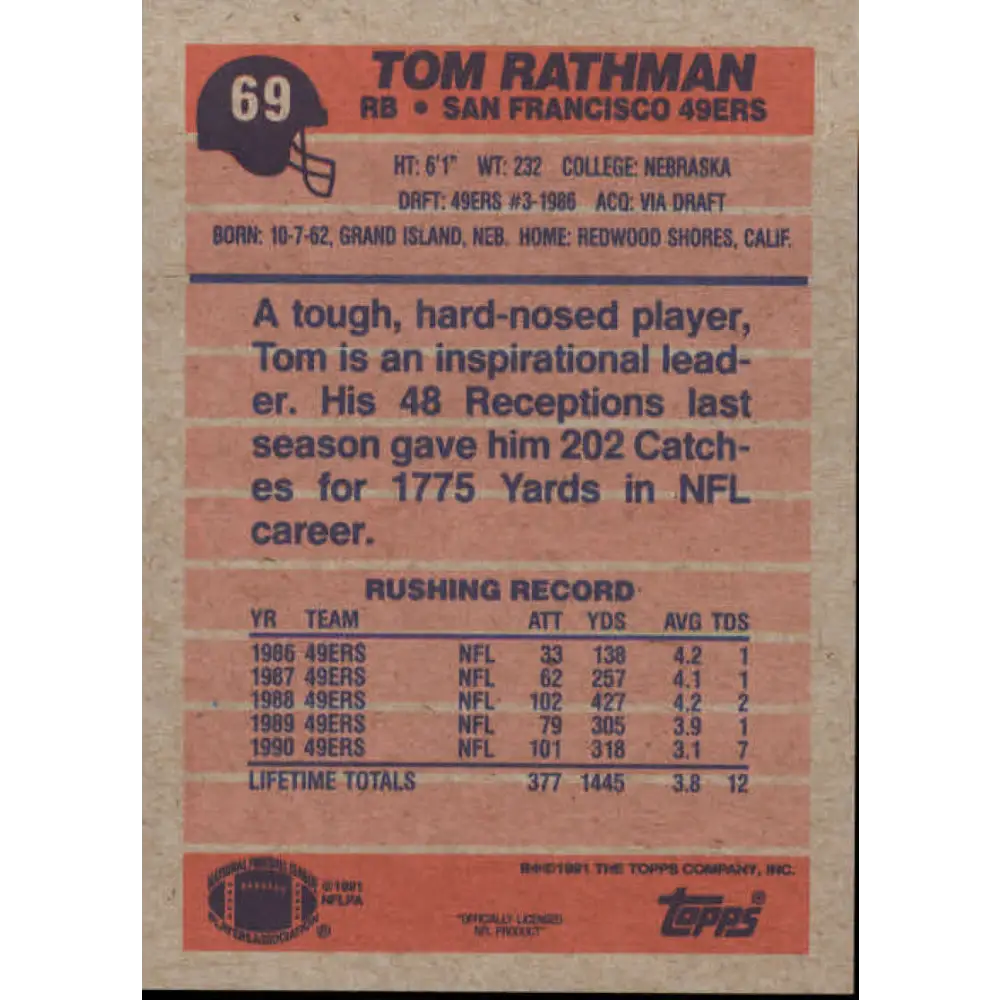 69
TOM RATHMAN
RB • SAN FRANCISCO 49ERS
HT: 6'1" WT: 232 COLLEGE: NEBRASKA
DRFT: 49ERS #3-1986 ACQ: VIA DRAFT
BORN: 10-7-62, GRAND ISLAND, NEB. HOME: REDWOOD SHORES, CALIF.
A tough, hard-nosed player,
Tom is an inspirational lead-
er. His 48 Receptions last
season gave him 202 Catch-
es for 1775 Yards in NFL
career.
RUSHING RECORD
YR TEAM ATT YDS AVG TDS
1986 49ERS NFL 33 138 4.2 1
1987 49ERS NFL 62 257 4.1 1
1988 49ERS NFL 102 427 4.2 2
1989 49ERS NFL 79 305 3.9 1
1990 49ERS NFL 101 318 3.1 7
LIFETIME TOTALS 377 1445 3.8 12
NATIONAL FOOTBALL LEAGUE
PLAYERS ASSOCIATION ®
©1991
NFLPA
©1991 THE TOPPS COMPANY, INC.
"OFFICIALLY LICENSED
NFL PRODUCT"
topps®